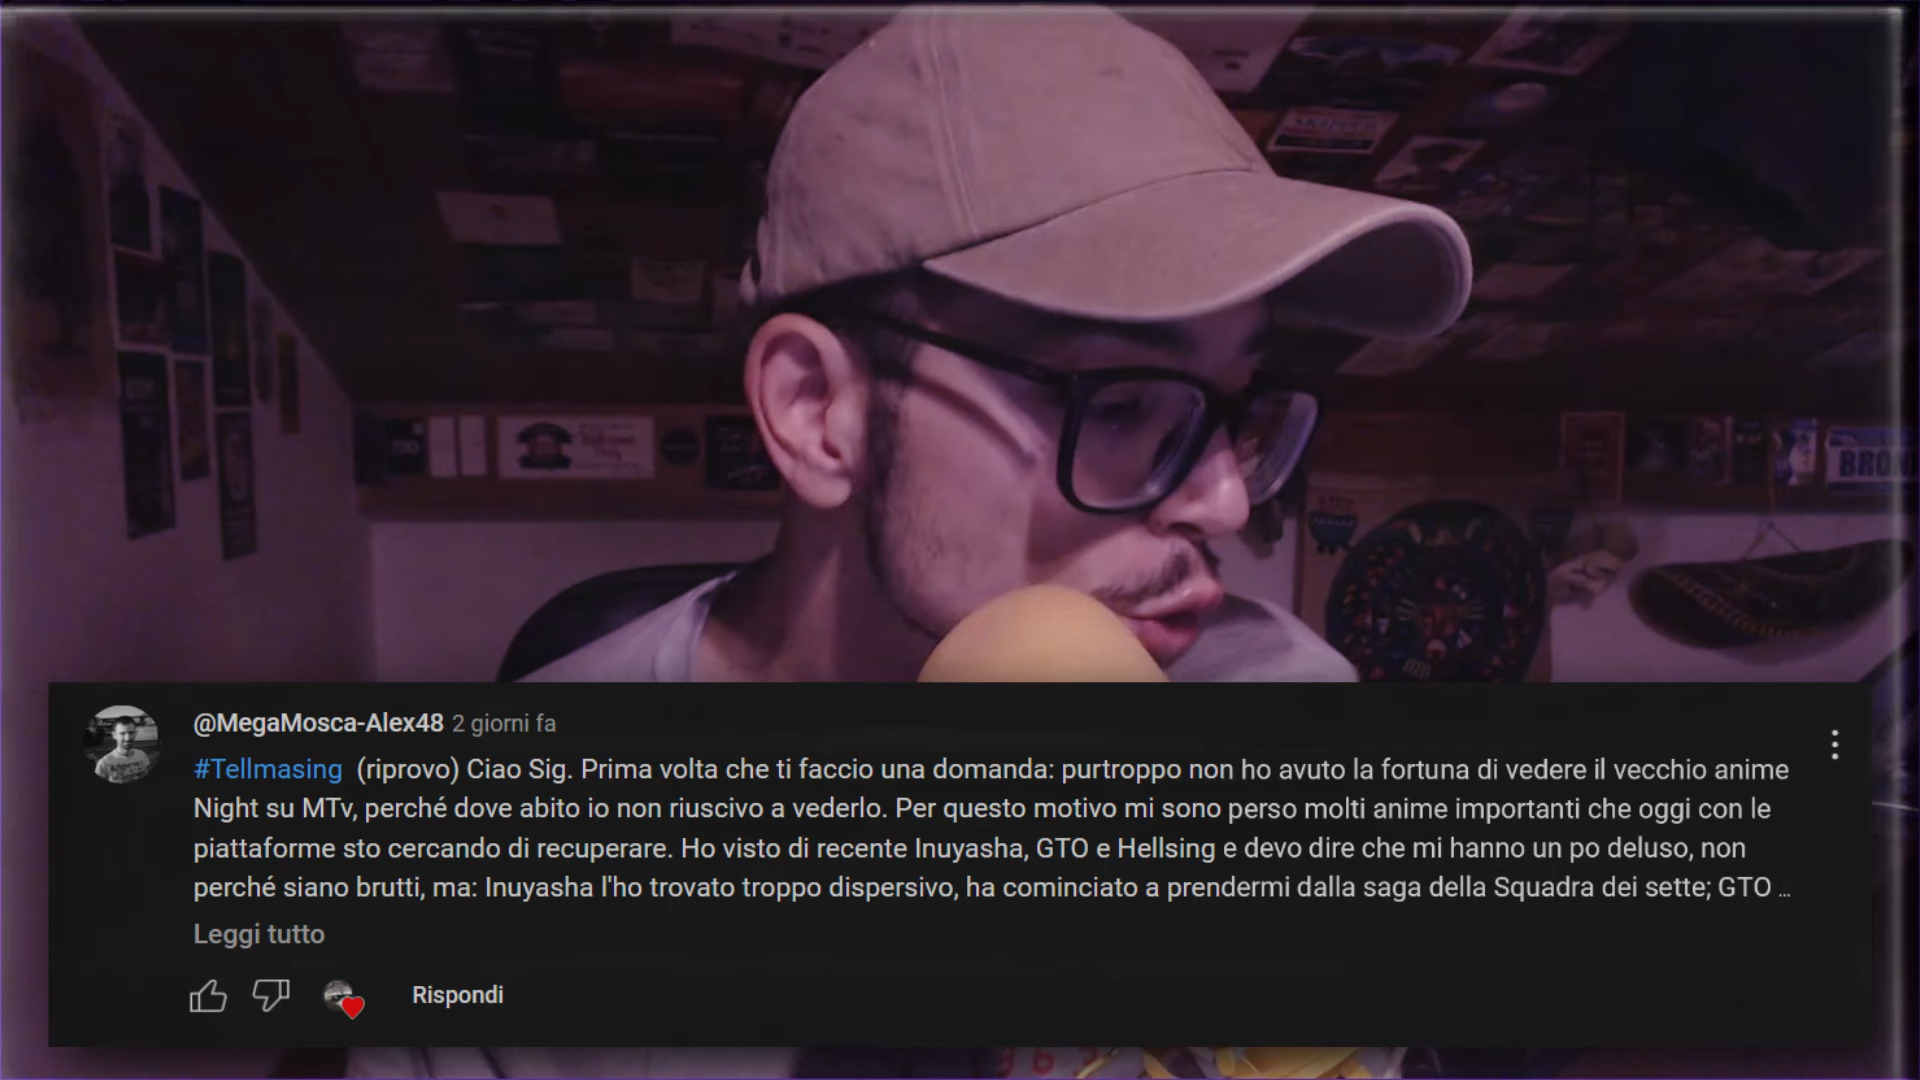 @MegaMosca-Alex48 2 giorni fa
#Tellmasing (riprovo) Ciao Sig. Prima volta che ti faccio una domanda: purtroppo non ho avuto la fortuna di vedere il vecchio anime
Night su MTv, perché dove abito io non riuscivo a vederlo. Per questo motivo mi sono perso molti anime importanti che oggi con le
piattaforme sto cercando di recuperare. Ho visto di recente Inuyasha, GTO e Hellsing e devo dire che mi hanno un po deluso, non
perché siano brutti, ma: Inuyasha l'ho trovato troppo dispersivo, ha cominciato a prendermi dalla saga della Squadra dei sette; GTO ...
Leggi tutto
Rispondi